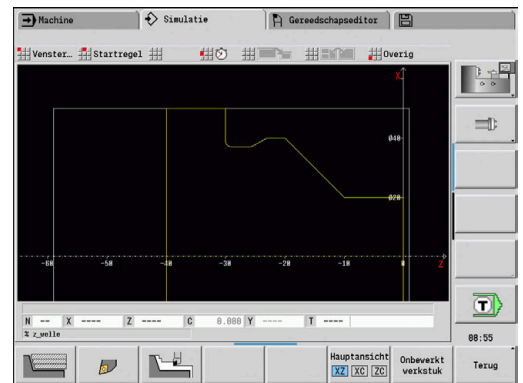 Machine Simulatie Gereedschapseditor
Venster... Startregel Overig
X
Ø40
Ø20
-60 -50 -40 -30 -20 -10 0 Z
N -- X ---- Z ---- C 0.000 Y ---- T ----
% z_welle
T
08:55
Hauptansicht
XZ XC ZC
Onbewerkt
verkstuk
Terug